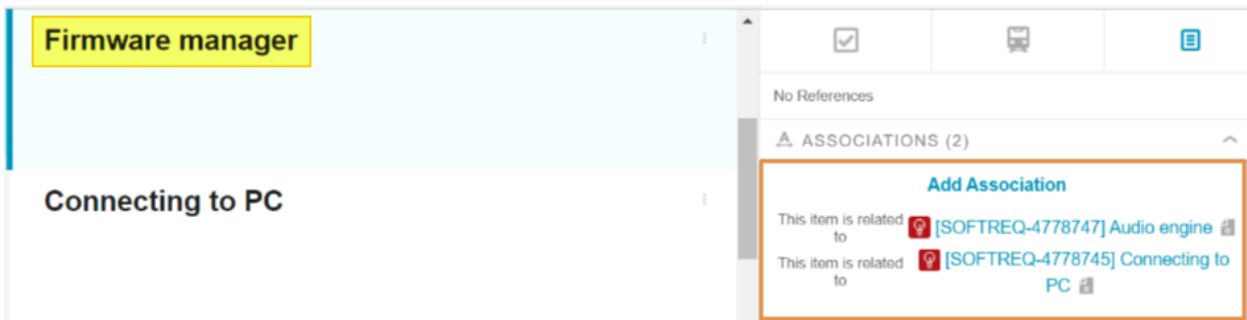 Firmware manager
Connecting to PC
No References
ASSOCIATIONS (2)
Add Association
This item is related
to
[SOFTREQ-4778747] Audio engine
This item is related
to
[SOFTREQ-4778745] Connecting to
PC